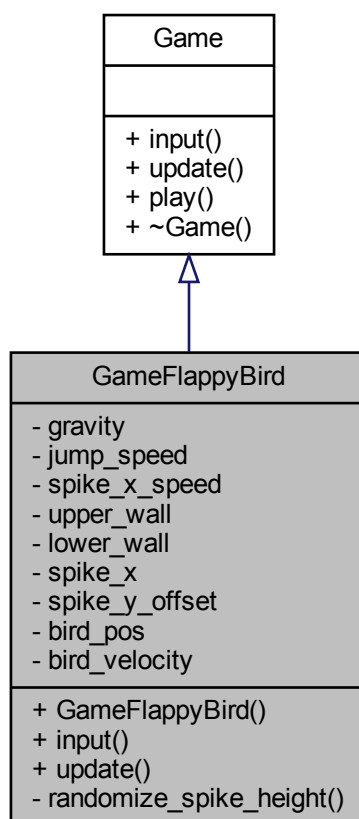 Game
+ input()
+ update()
+ play()
+ ~Game()
GameFlappyBird
- gravity
- jump_speed
- spike_x_speed
- upper_wall
- lower_wall
- spike_x
- spike_y_offset
- bird_pos
- bird_velocity
+ GameFlappyBird()
+ input()
+ update()
- randomize_spike_height()